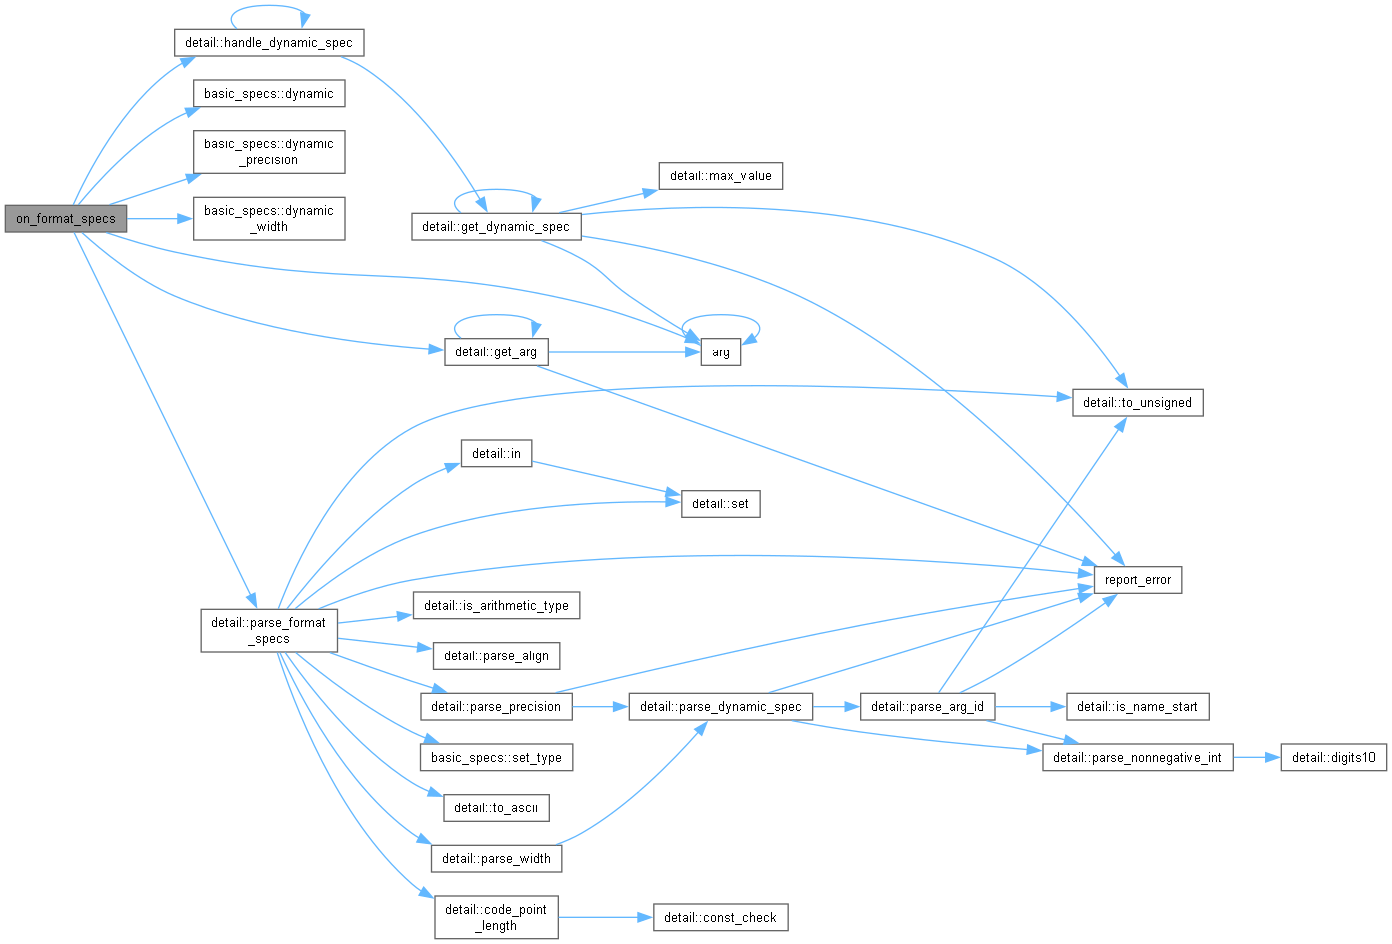 detail::handle_dynamic_spec
basic_specs::dynamic
basic_specs::dynamic
_precision
detail::max_value
on_format_specs
basic_specs::dynamic
_width
detail::get_dynamic_spec
detail::get_arg
arg
detail::to_unsigned
detail::in
detail::set
report_error
detail::is_arithmetic_type
detail::parse_format
_specs
detail::parse_align
detail::parse_precision
detail::parse_dynamic_spec
detail::parse_arg_id
detail::is_name_start
basic_specs::set_type
detail::parse_nonnegative_int
detail::digits10
detail::to_ascii
detail::parse_width
detail::code_point
_length
detail::const_check